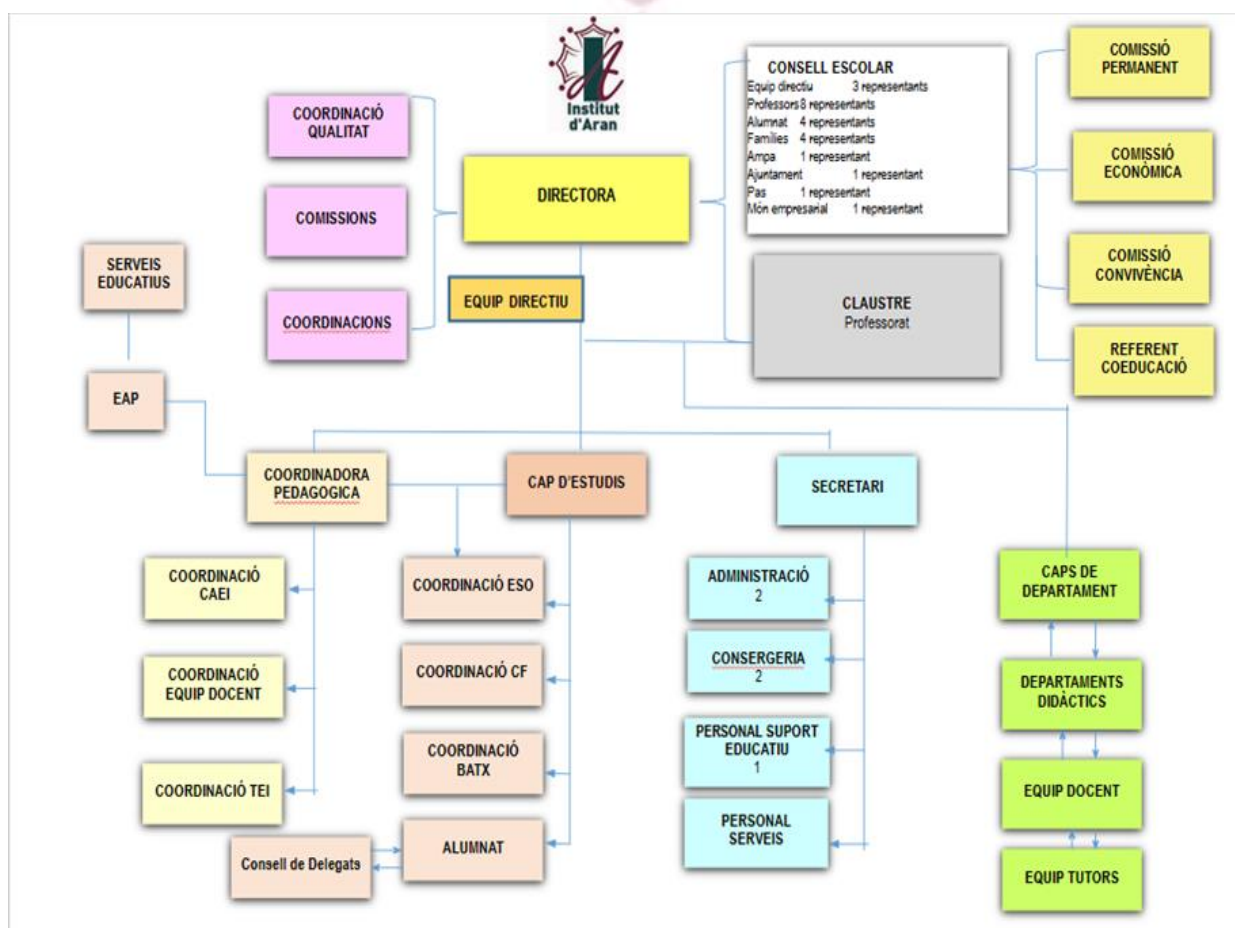 Institut
d'Aran
COORDINACIÓ
QUALITAT
COMISSIONS
COORDINACIONS
DIRECTORA
EQUIP DIRECTIU
CONSELL ESCOLAR
Equip directiu 3 representants
Professors 8 representants
Alumnat 4 representants
Famílies 4 representants
Ampa 1 representant
Ajuntament 1 representant
Pas 1 representant
Món empresarial 1 representant
CLAUSTRE
Professorat
COMISSIÓ
PERMANENT
COMISSIÓ
ECONÒMICA
COMISSIÓ
CONVIVÈNCIA
REFERENT
COEDUCACIÓ
SERVEIS
EDUCATIUS
EAP
COORDINADORA
PEDAGOGICA
CAP D'ESTUDIS
SECRETARI
COORDINACIÓ
CAEI
COORDINACIÓ
EQUIP DOCENT
COORDINACIÓ TEI
COORDINACIÓ ESO
COORDINACIÓ CF
COORDINACIÓ
BATX
ALUMNAT
Consell de Delegats
ADMINISTRACIÓ
2
CONSERGERIA
2
PERSONAL SUPORT
EDUCATIU
1
PERSONAL
SERVEIS
CAPS DE
DEPARTAMENT
DEPARTAMENTS
DIDÀCTICS
EQUIP DOCENT
EQUIP TUTORS